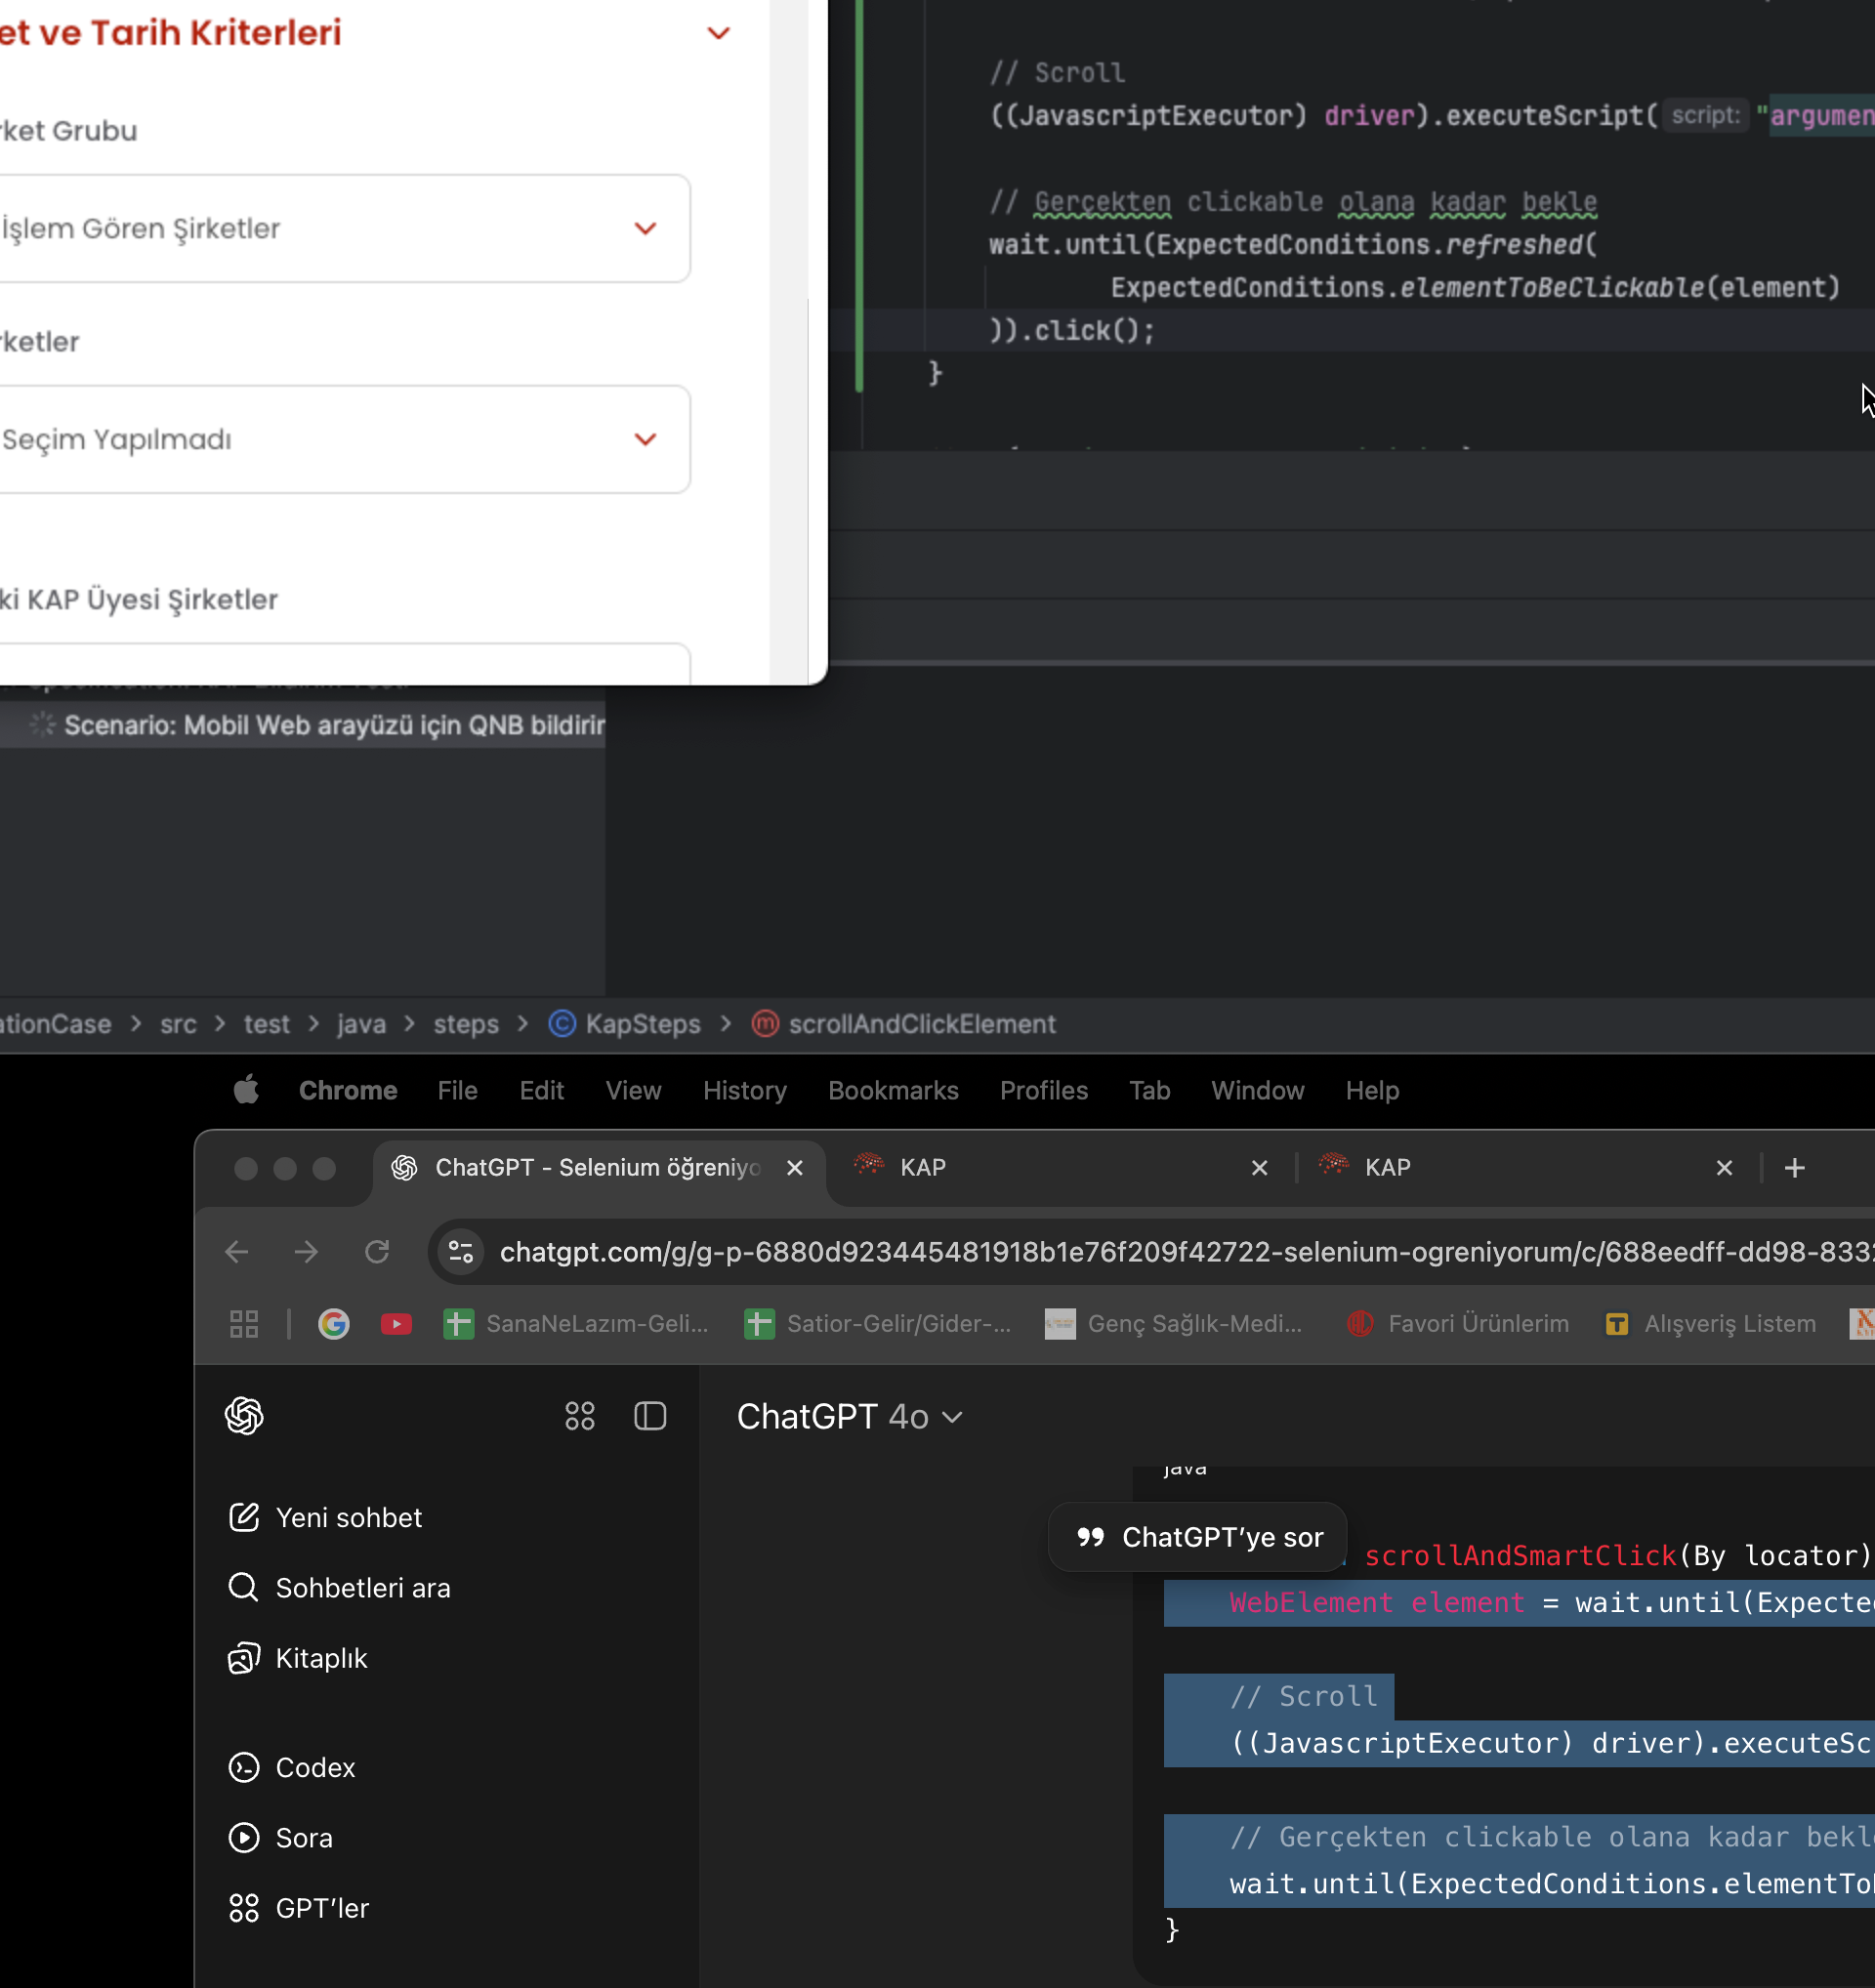 et ve Tarih Kriterleri
rket Grubu
İşlem Gören Şirketler
rketler
Seçim Yapılmadı
ki KAP Üyesi Şirketler
// Scroll
((JavascriptExecutor) driver).executeScript( script: "argumen
// Gerçekten clickable olana kadar bekle
wait.until(ExpectedConditions.refreshed(
ExpectedConditions.elementToBeClickable(element)
)).click();
}
Scenario: Mobil Web arayüzü için QNB bildirir
ationCase > src > test > java > steps > KapSteps > scrollAndClickElement
Chrome File Edit View History Bookmarks Profiles Tab Window Help
ChatGPT - Selenium öğreniyo KAP KAP
chatgpt.com/g/g-p-6880d923445481918b1e76f209f42722-selenium-ogreniyorum/c/688eedff-dd98-833
SanaNeLazım-Geli... Satior-Gelir/Gider-... Genç Sağlık-Medi... Favori Ürünlerim Alışveriş Listem
ChatGPT 4o
Yeni sohbet
Sohbetleri ara
Kitaplık
Codex
Sora
GPT'ler
java
ChatGPT'ye sor
scrollAndSmartClick(By locator)
WebElement element = wait.until(Expecte
// Scroll
((JavascriptExecutor) driver).executeSc
// Gerçekten clickable olana kadar bekl
wait.until(ExpectedConditions.elementTo
}